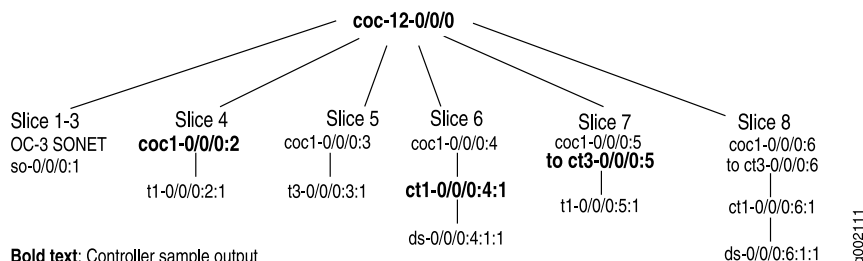 coc-12-0/0/0
Slice 1-3
OC-3 SONET
so-0/0/0:1
Slice 4
coc1-0/0/0:2
t1-0/0/0:2:1
Slice 5
coc1-0/0/0:3
t3-0/0/0:3:1
Slice 6
coc1-0/0/0:4
ct1-0/0/0:4:1
ds-0/0/0:4:1:1
Slice 7
coc1-0/0/0:5
to ct3-0/0/0:5
t1-0/0/0:5:1
Slice 8
coc1-0/0/0:6
to ct3-0/0/0:6
ct1-0/0/0:6:1
ds-0/0/0:6:1:1
Bold text: Controller sample output
g002111